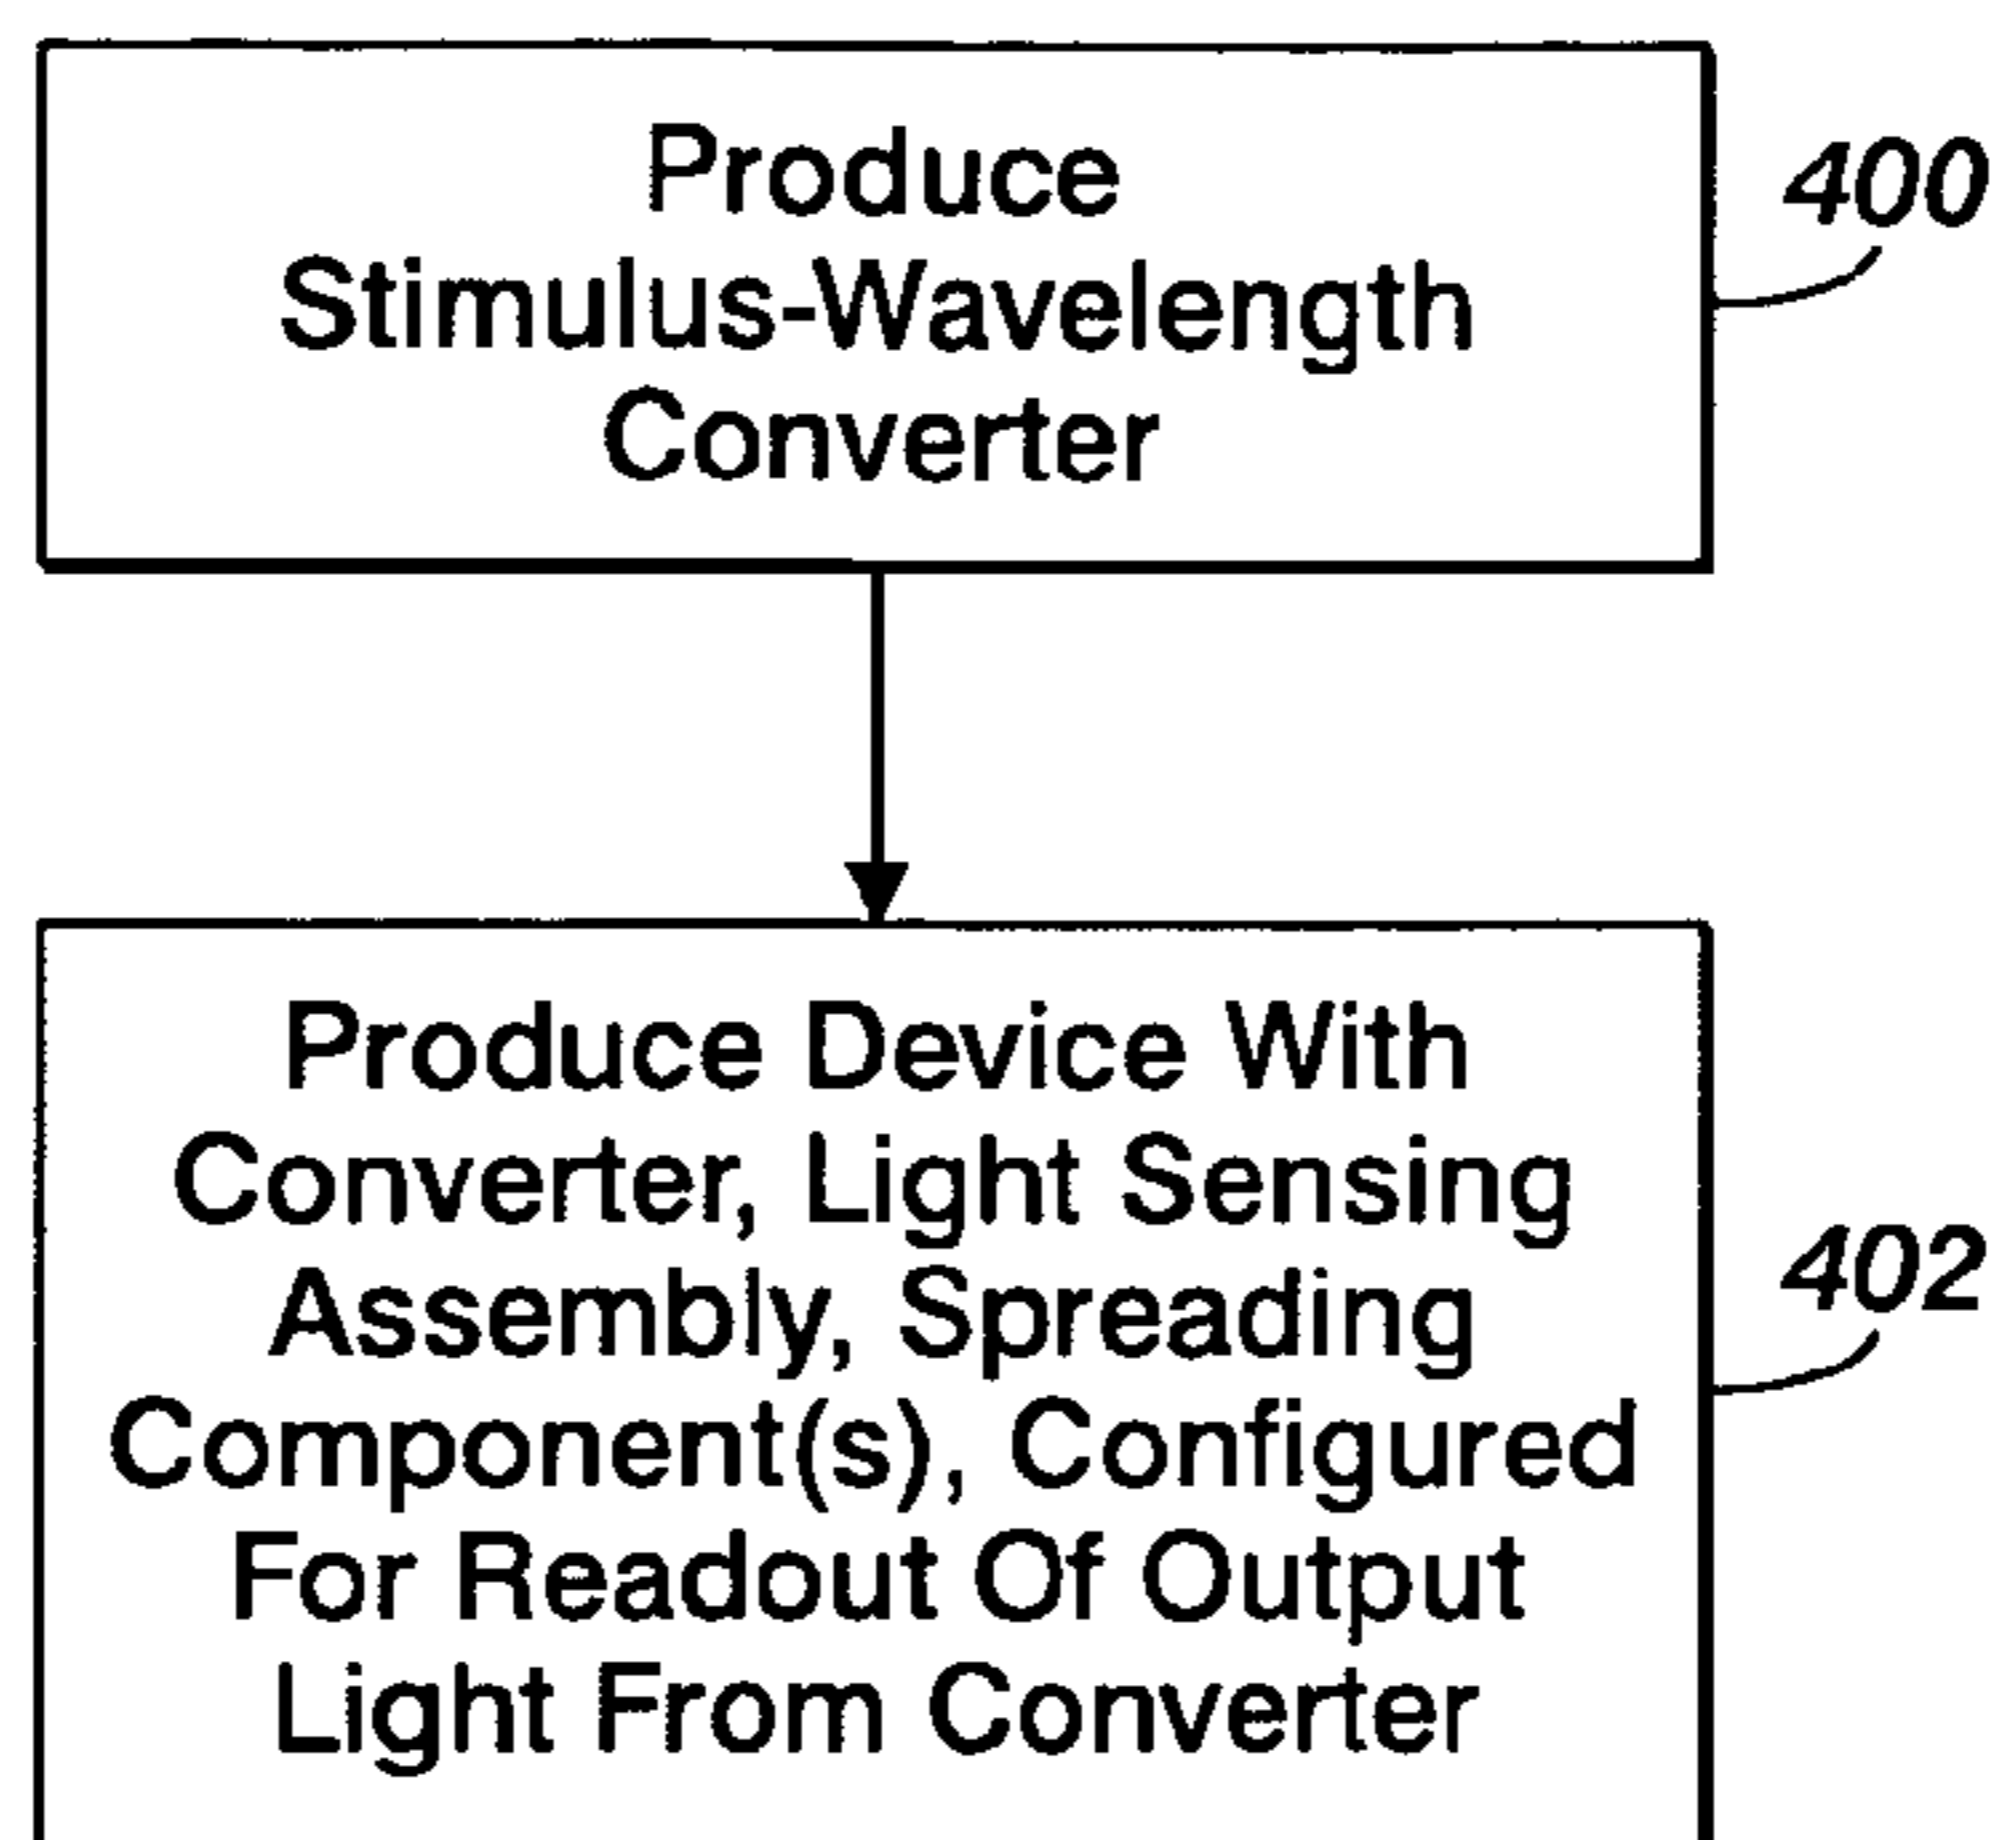 Produce
Stimulus-Wavelength
Converter
400
Produce Device With
Converter, Light Sensing
Assembly, Spreading
Component(s), Configured
For Readout Of Output
Light From Converter
402